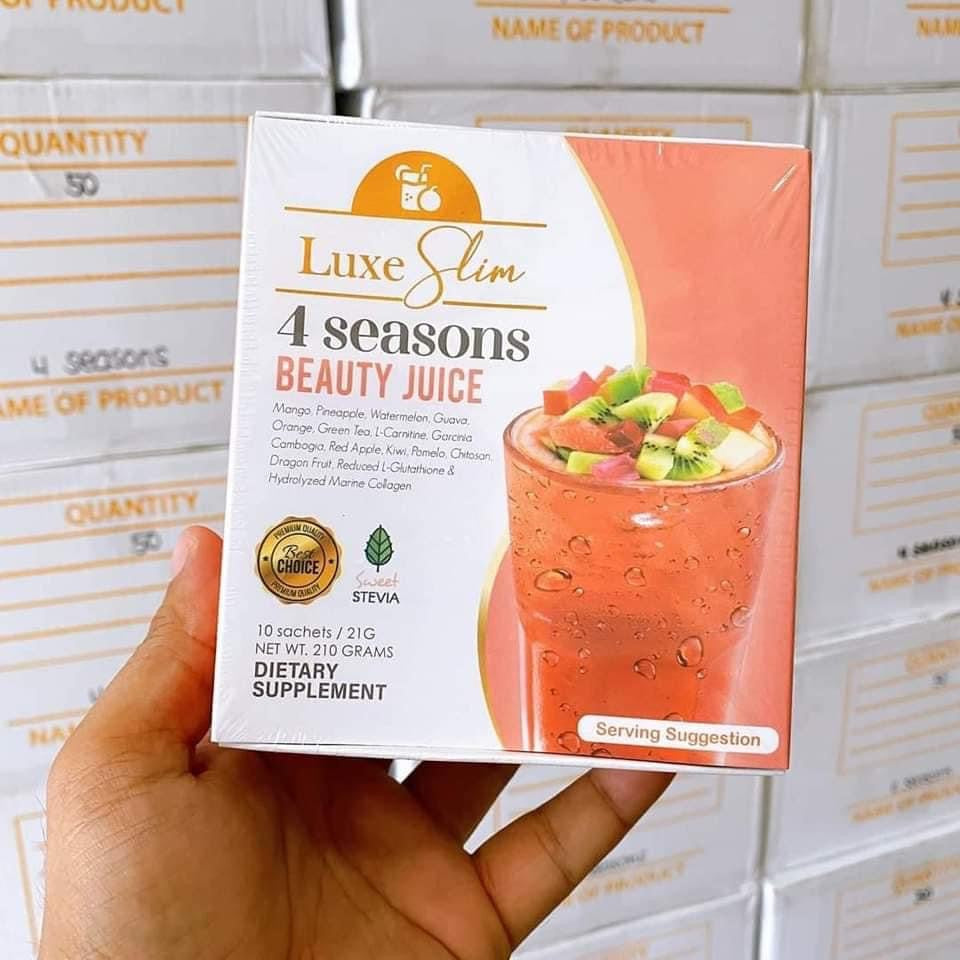 PRODUCT
NAME OF PRODUCT
QUANTITY
50
4 seasons
NAME OF PRODUCT
QUANTITY
50
Luxe Slim
4 seasons
BEAUTY JUICE
Mango, Pineapple, Watermelon, Guava,
Orange, Green Tea, L-Carnitine, Garcinia
Cambogia, Red Apple, Kiwi, Pomelo, Chitosan,
Dragon Fruit, Reduced L-Glutathione &
Hydrolyzed Marine Collagen
PREMIUM QUALITY
Best
CHOICE
PREMIUM QUALITY
Sweet
STEVIA
10 sachets / 21G
NET WT. 210 GRAMS
DIETARY
SUPPLEMENT
Serving Suggestion